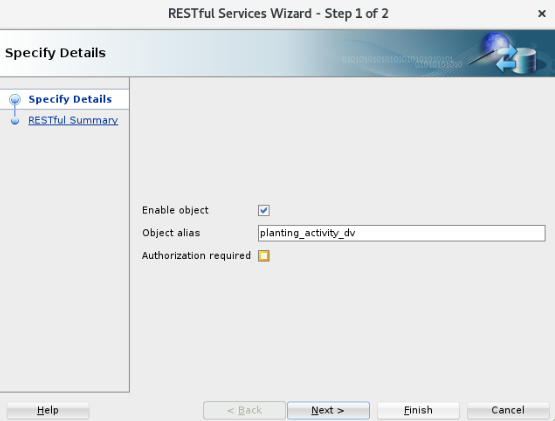 RESTful Services Wizard - Step 1 of 2
Specify Details
Specify Details
RESTful Summary
Enable object
Object alias planting_activity_dv
Authorization required
Help < Back Next > Finish Cancel